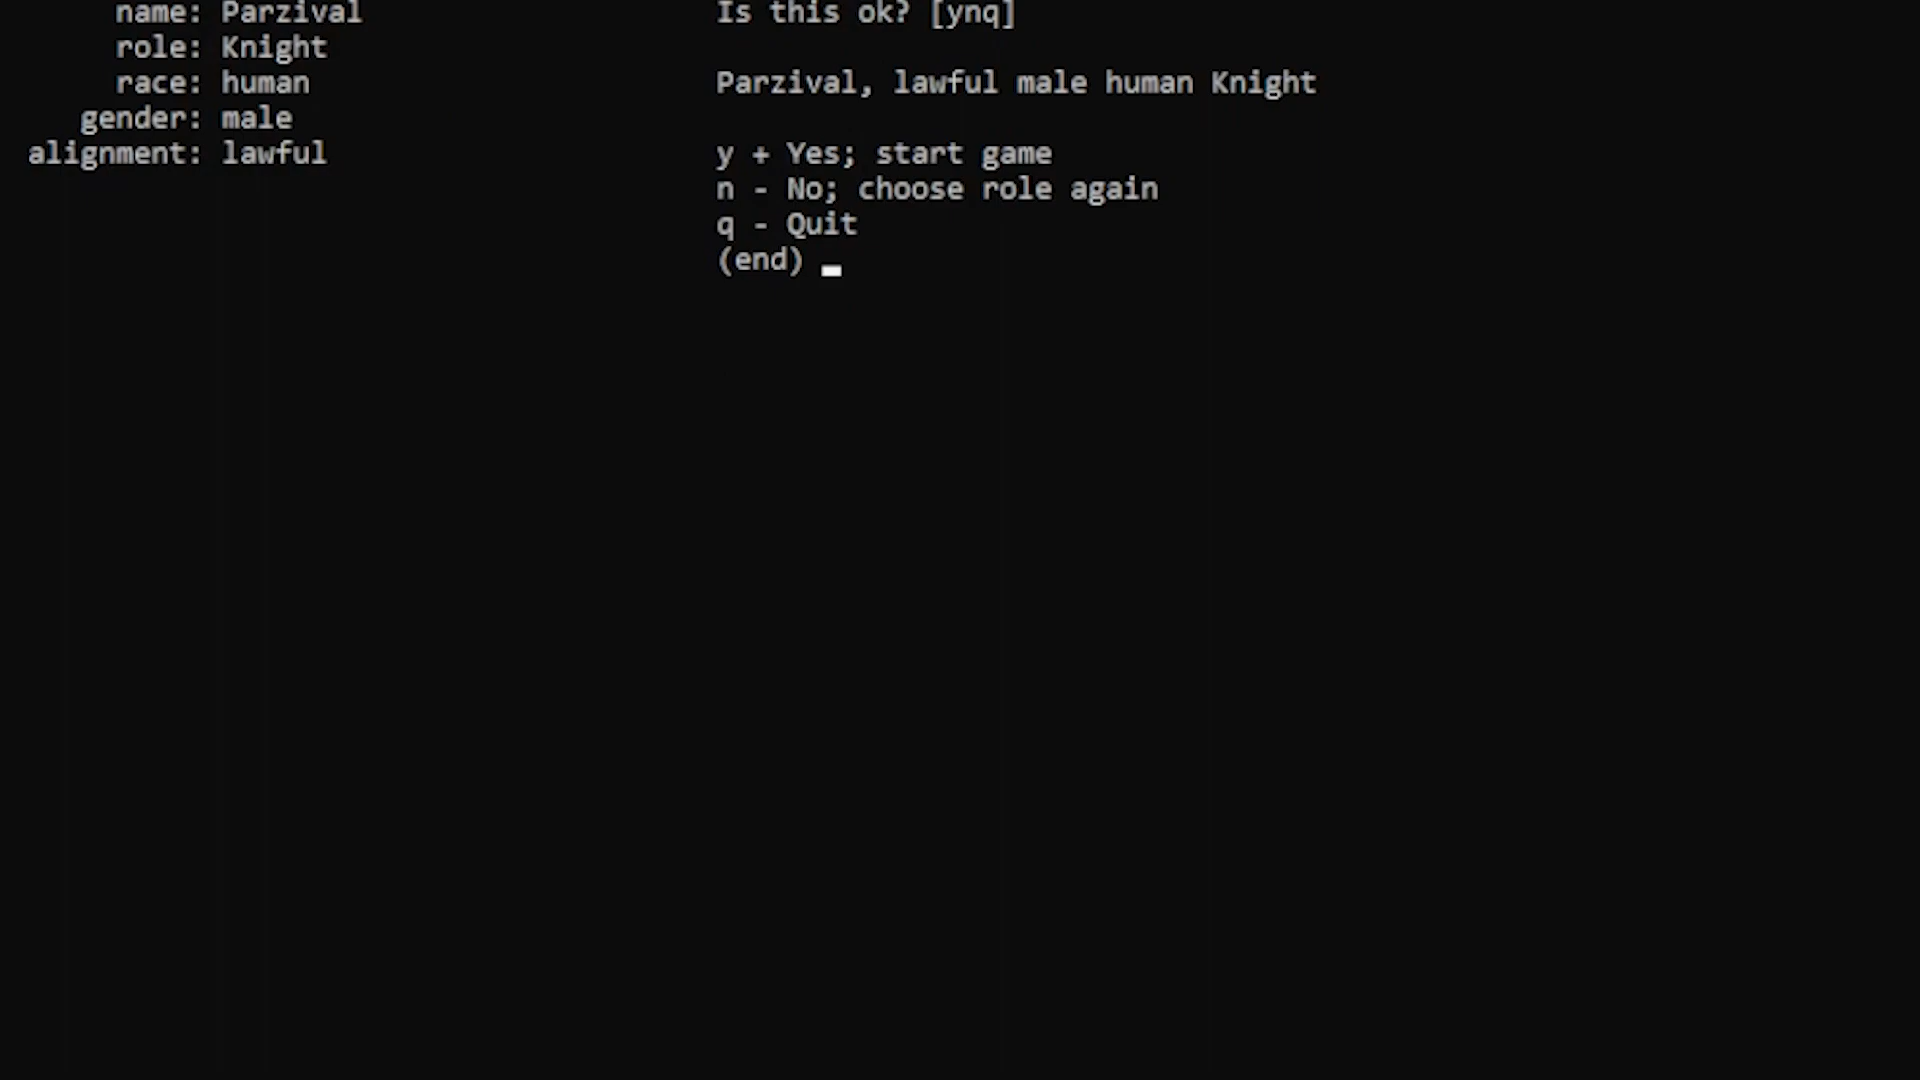 name: Parzival
role: Knight
race: human
gender: male
alignment: lawful
Is this ok? [ynq]
Parzival, lawful male human Knight
y + Yes; start game
n - No; choose role again
q - Quit
(end)